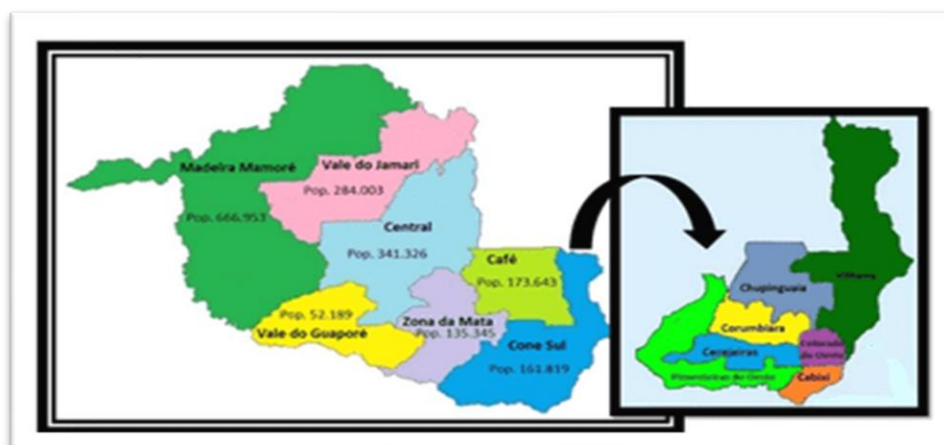 Madeira Mamoré
Pop. 666.953
Vale do Jamari
Pop. 284.003
Central
Pop. 341.326
Café
Pop. 173.643
Pop. 52.189
Vale do Guaporé
Zona da Mata
Pop. 135.345
Cone Sul
Pop. 161.819
Vilhena
Chupinguaia
Corumbiara
Cerejeiras
Colorado
do Oeste
Pimenteiras do Oeste
Cabixi